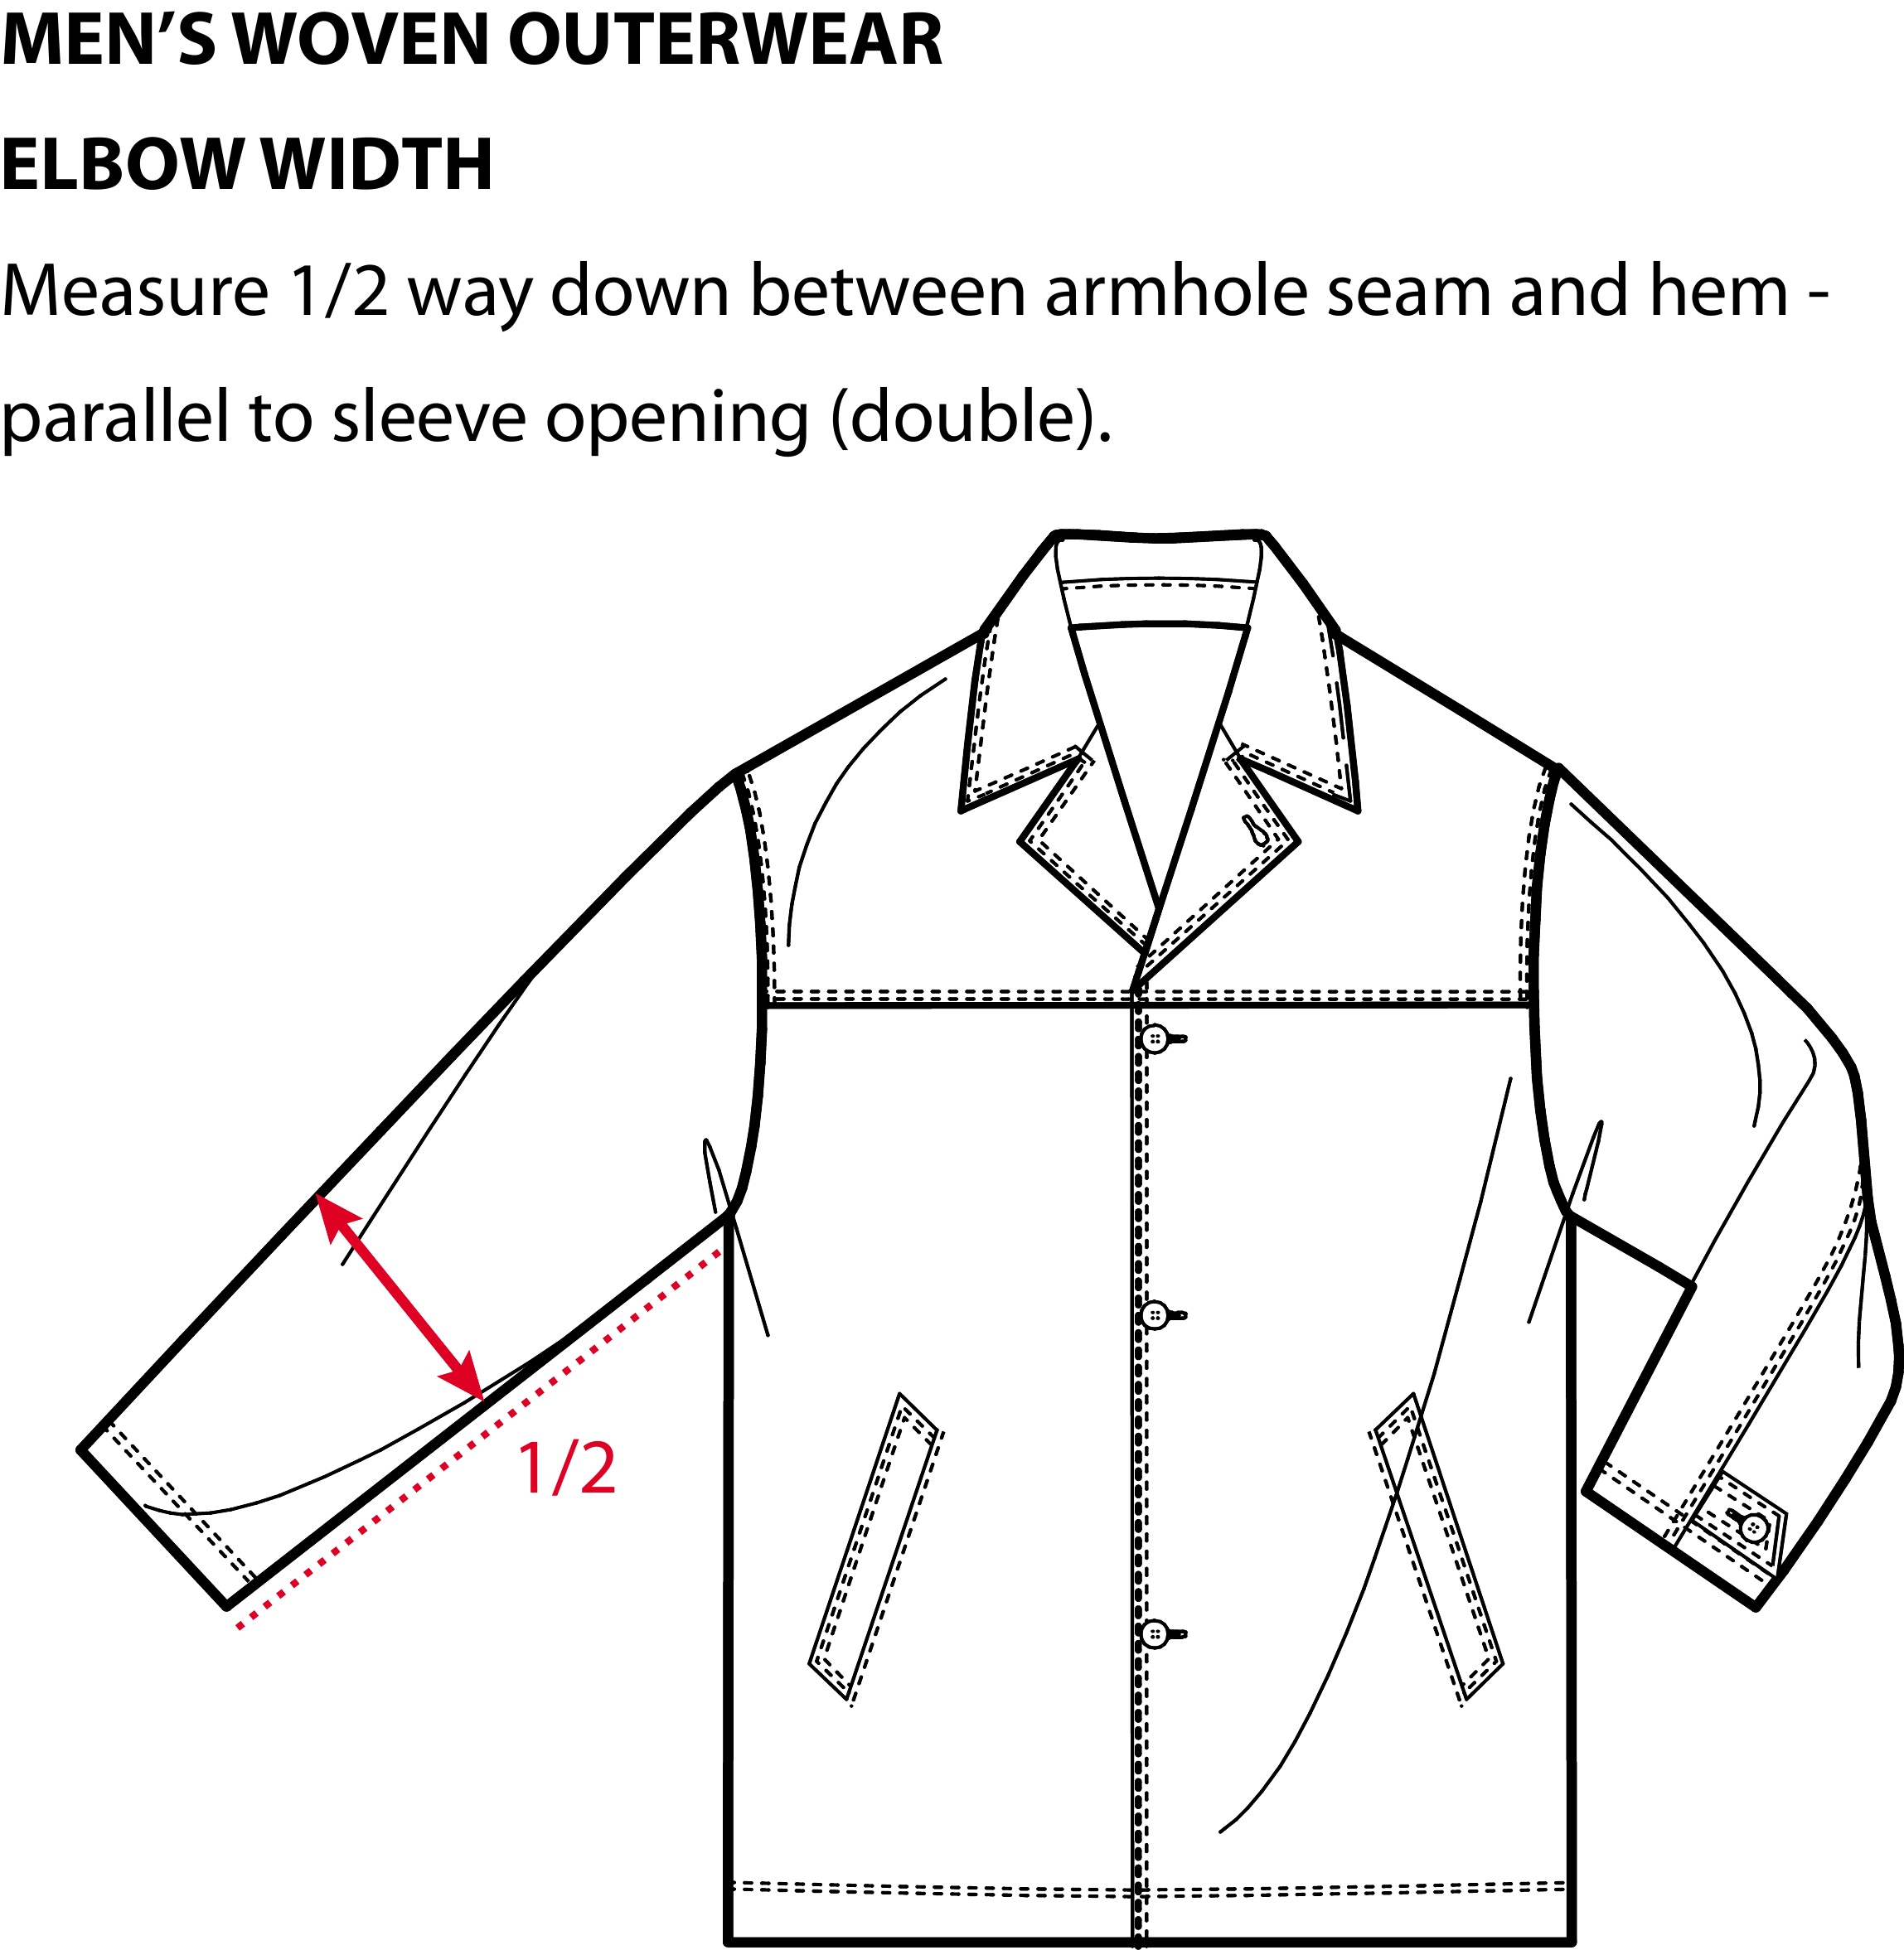 MEN’S WOVEN OUTERWEAR
ELBOW WIDTH
Measure 1/2 way down between armhole seam and hem -
parallel to sleeve opening (double).
1/2